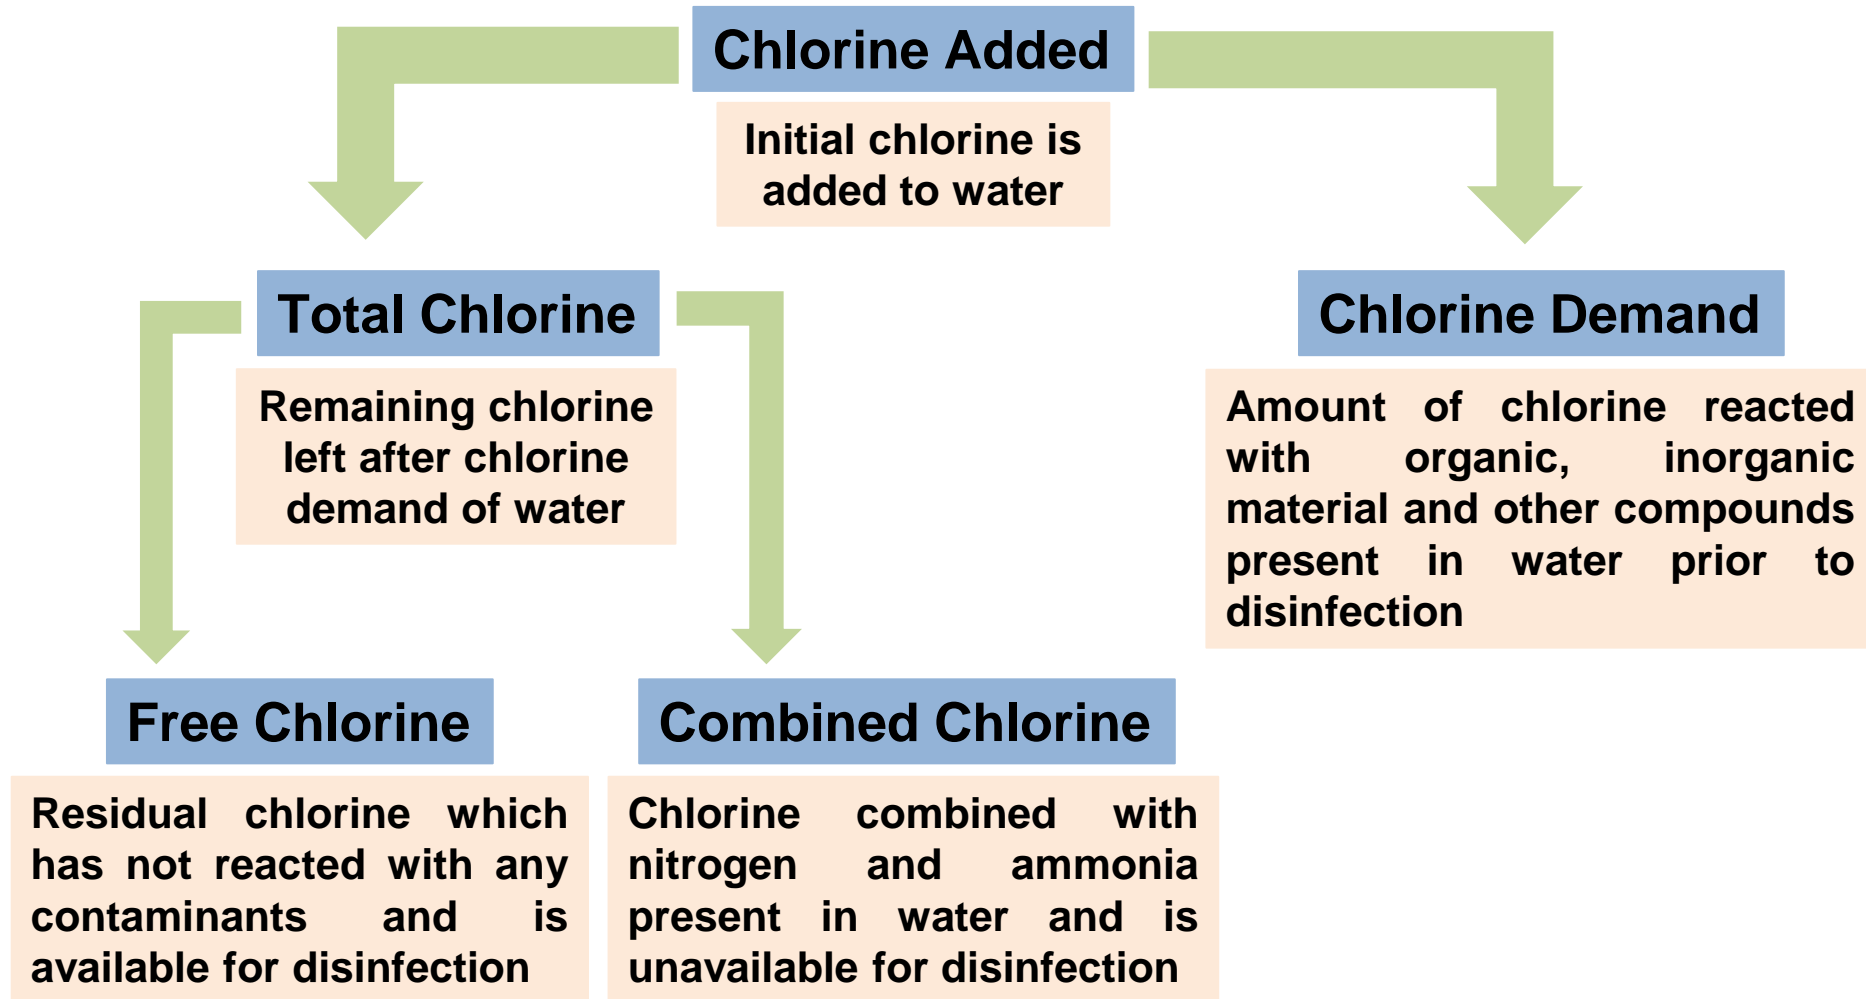 Chlorine Added
Initial chlorine is
added to water
Total Chlorine
Remaining chlorine
left after chlorine
demand of water
Chlorine Demand
Amount of chlorine reacted
with organic, inorganic
material and other compounds
present in water prior to
disinfection
Free Chlorine
Residual chlorine which
has not reacted with any
contaminants and is
available for disinfection
Combined Chlorine
Chlorine combined with
nitrogen and ammonia
present in water and is
unavailable for disinfection